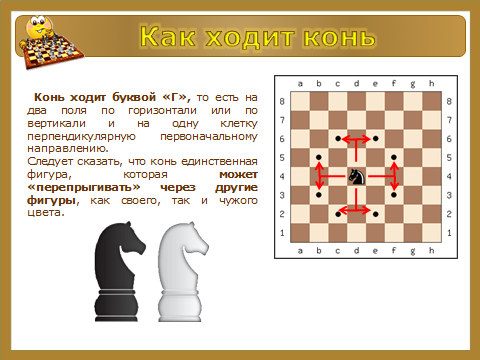 Как ходит конь
Конь ходит буквой «Г», то есть на
два поля по горизонтали или по
вертикали и на одну клетку
перпендикулярную первоначальному
направлению.
Следует сказать, что конь единственная
фигура, которая может
«перепрыгивать» через другие
фигуры, как своего, так и чужого
цвета.
a b c d e f g h
8 8
7 7
6 6
5 5
4 4
3 3
2 2
1 1
a b c d e f g h